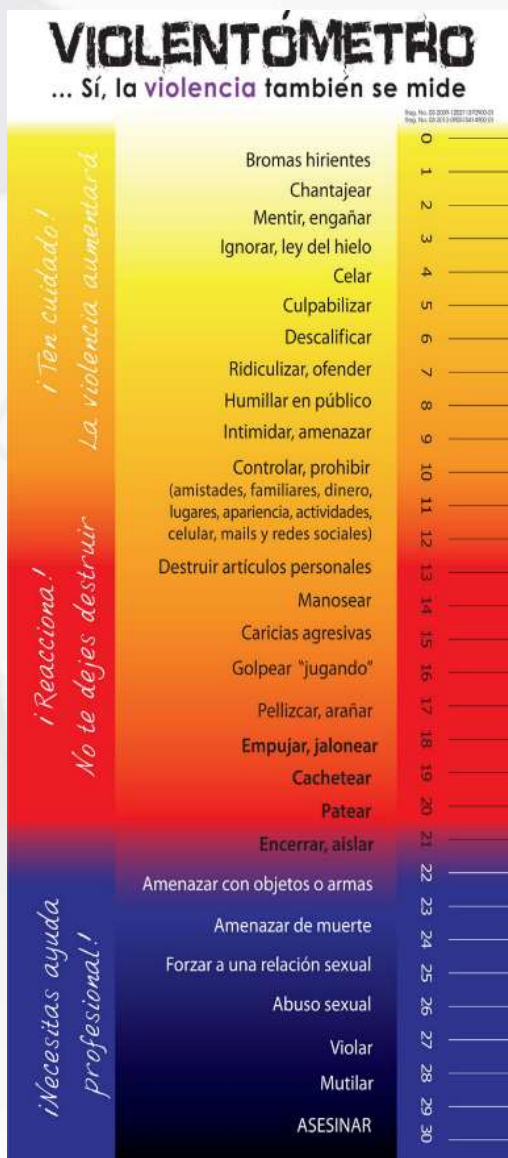 VIOLENTÓMETRO
... Sí, la violencia también se mide
0
Bromas hirientes
1
Chantajear
2
Mentir, engañar
Ignorar, ley del hielo
3
Celar
4
Culpabilizar
5
Descalificar
6
Ridiculizar, ofender
7
Humillar en público
8
Intimidar, amenazar
9
Controlar, prohibir
10
(amistades, familiares, dinero,
lugares, apariencia, actividades,
11
celular, mails y redes sociales)
12
Destruir artículos personales
13
Manosear
14
Caricias agresivas
15
Golpear "jugando"
16
Pellizcar, arañar
17
Empujar, jalonear
18
Cachetear
19
Patear
20
Encerrar, aislar
21
22
Amenazar con objetos o armas
23
Amenazar de muerte
24
Forzar a una relación sexual
25
Abuso sexual
26
27
Violar
28
Mutilar
29
ASESINAR
30
¡Ten cuidado!
La violencia aumentará
¡Reacciona!
No te dejes destruir
¡Necesitas ayuda
profesional!